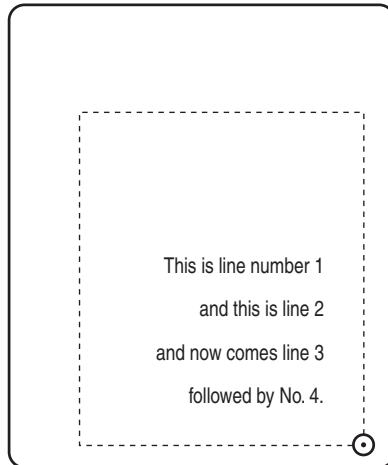 This is line number 1
and this is line 2
and now comes line 3
followed by No. 4.